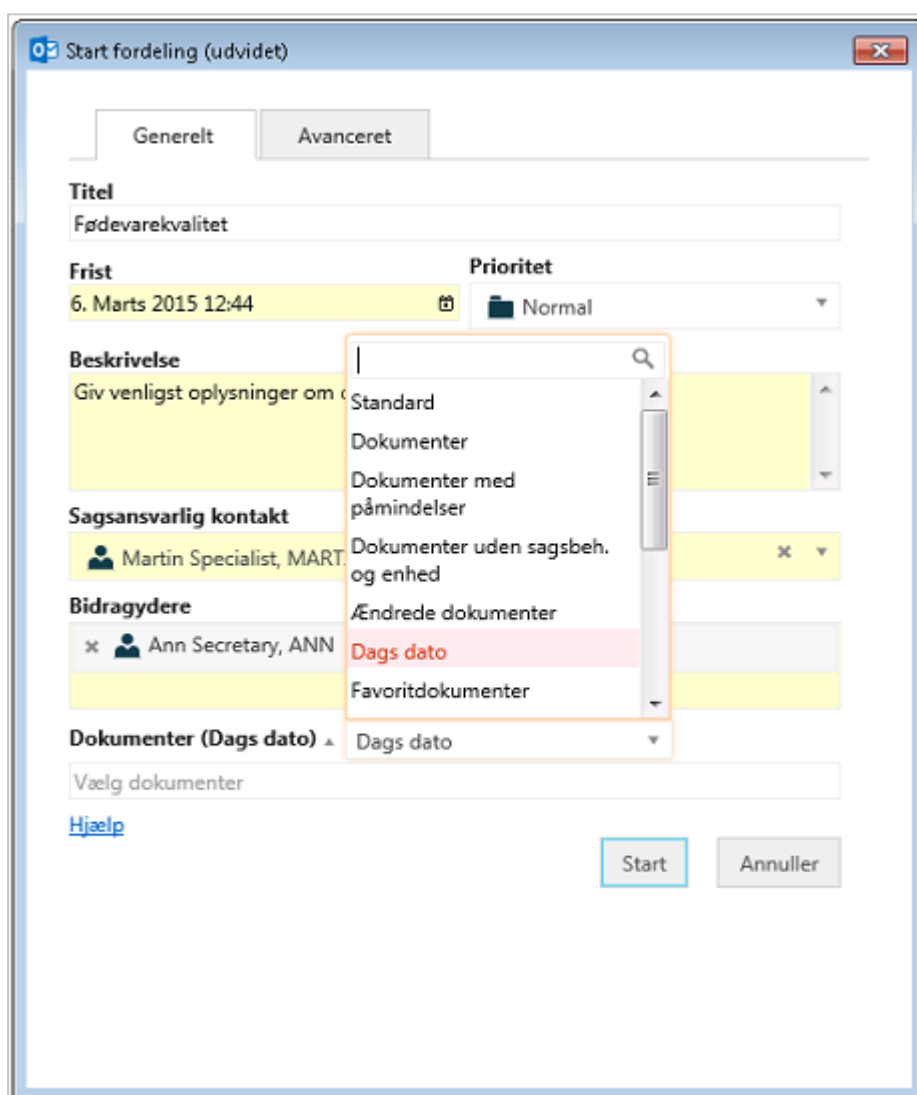 Start fordeling (udvidet)
Generelt
Avanceret
Titel
Fødevarekvalitet
Frist
Prioritet
6. Marts 2015 12:44
Normal
Beskrivelse
Giv venligst oplysninger om
Standard
Dokumenter
Dokumenter med
påmindelser
Dokumenter uden sagsbeh.
og enhed
Ændrede dokumenter
Dags dato
Favoritdokumenter
Sagsansvarlig kontakt
Martin Specialist, MART
Bidragydere
Ann Secretary, ANN
Dokumenter (Dags dato)
Dags dato
Vælg dokumenter
Hjælp
Start
Annuller